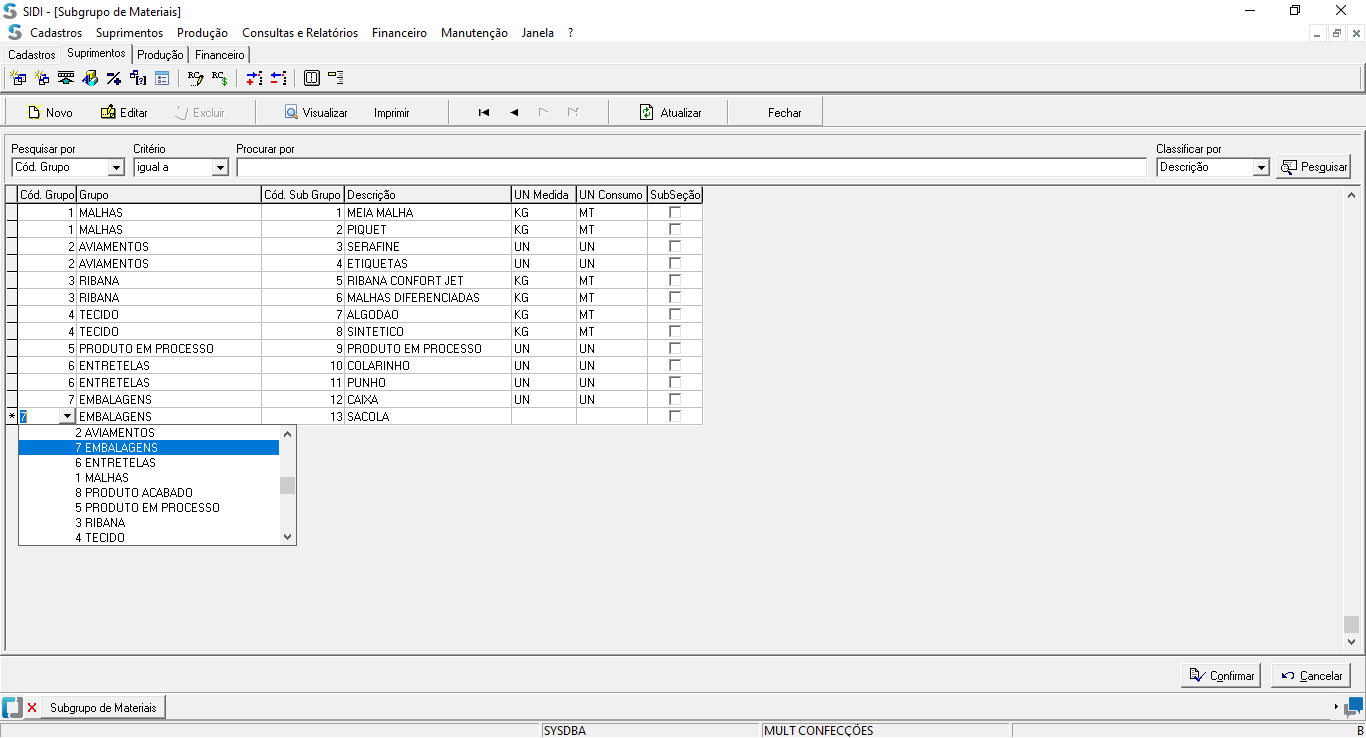 SIDI - [Subgrupo de Materiais]
Cadastros Suprimentos Produção Consultas e Relatórios Financeiro Manutenção Janela ?
Cadastros Suprimentos Produção Financeiro
Novo Editar Excluir Visualizar Imprimir Atualizar Fechar
Pesquisar por Critério Procurar por Classificar por
Cód. Grupo igual a Descrição Pesquisar
Cód. Grupo Grupo Cód. Sub Grupo Descrição UN Medida UN Consumo SubSeção
1 MALHAS 1 MEIA MALHA KG MT
1 MALHAS 2 PIQUET KG MT
2 AVIAMENTOS 3 SERAFINE UN UN
2 AVIAMENTOS 4 ETIQUETAS UN UN
3 RIBANA 5 RIBANA CONFORT JET KG MT
3 RIBANA 6 MALHAS DIFERENCIADAS KG MT
4 TECIDO 7 ALGODAO KG MT
4 TECIDO 8 SINTETICO KG MT
5 PRODUTO EM PROCESSO 9 PRODUTO EM PROCESSO UN UN
6 ENTRETELAS 10 COLARINHO UN UN
6 ENTRETELAS 11 PUNHO UN UN
7 EMBALAGENS 12 CAIXA UN UN
* 7 EMBALAGENS 13 SACOLA
2 AVIAMENTOS
7 EMBALAGENS
6 ENTRETELAS
1 MALHAS
8 PRODUTO ACABADO
5 PRODUTO EM PROCESSO
3 RIBANA
4 TECIDO
Confirmar Cancelar
Subgrupo de Materiais
SYSDBA MULT CONFECÇÕES B